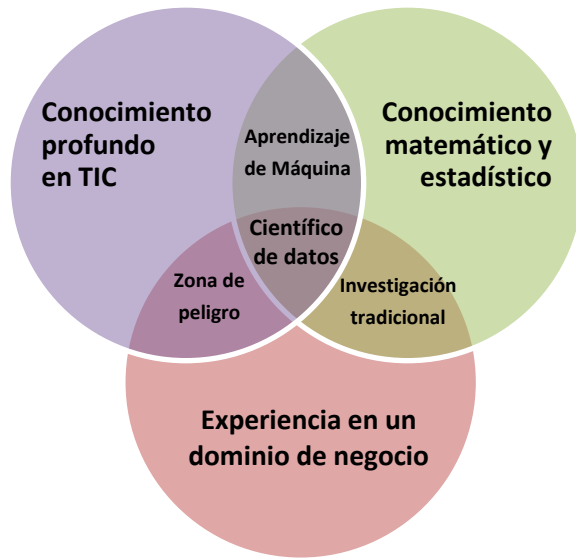 Conocimiento
profundo
en TIC
Conocimiento
matemático y
estadístico
Aprendizaje
de Máquina
Científico
de datos
Zona de
peligro
Investigación
tradicional
Experiencia en un
dominio de negocio